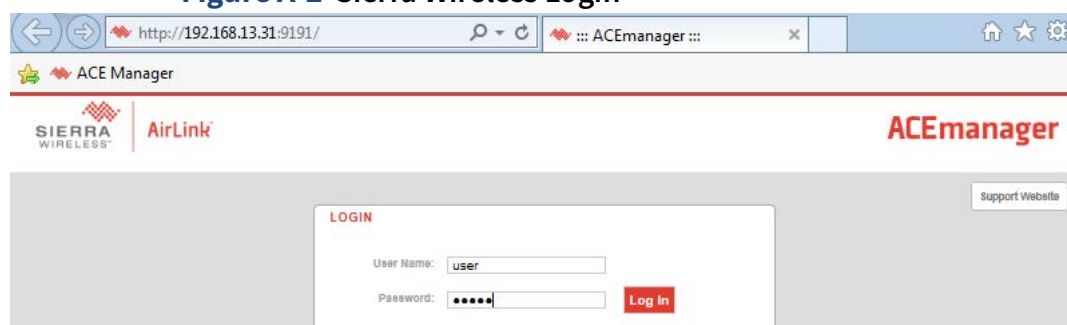 Sierra Wireless Login
http://192.168.13.31:9191/
::: ACEmanager :::
ACE Manager
SIERRA
WIRELESS
AirLink
ACEmanager
Support Website
LOGIN
User Name:
user
Password:
•••••
Log In